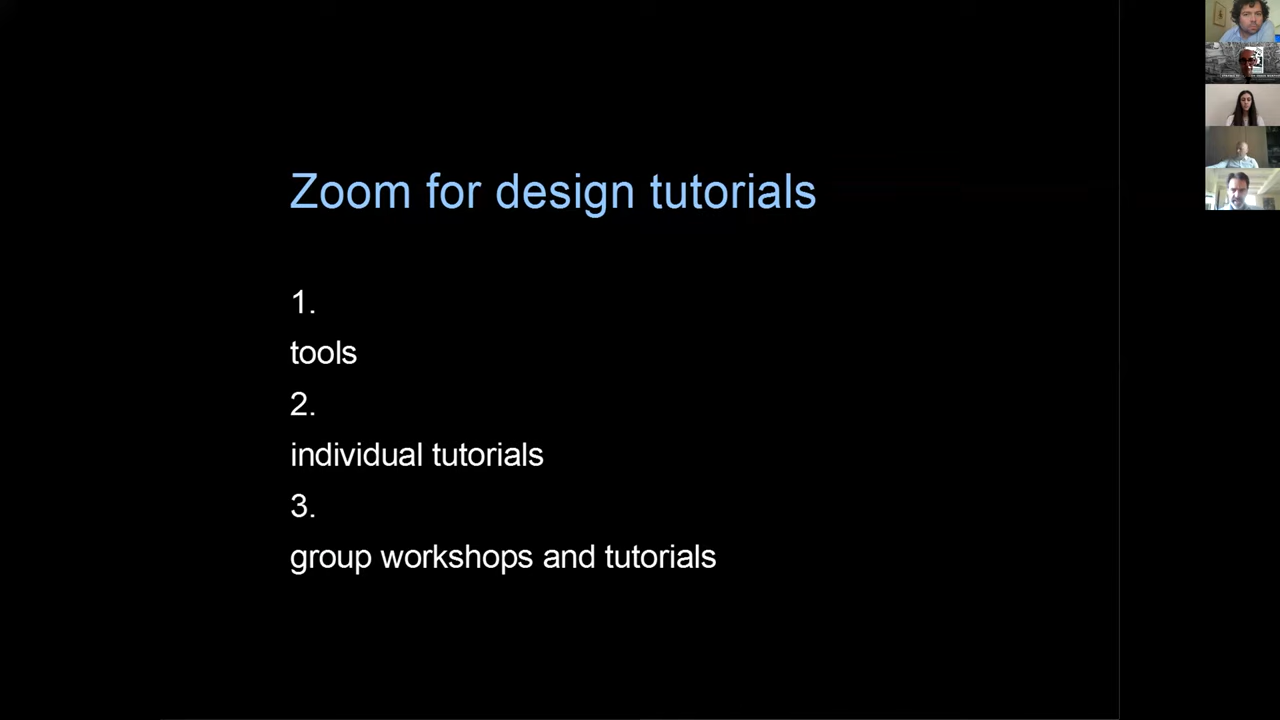 Zoom for design tutorials
1.
tools
2.
individual tutorials
3.
group workshops and tutorials